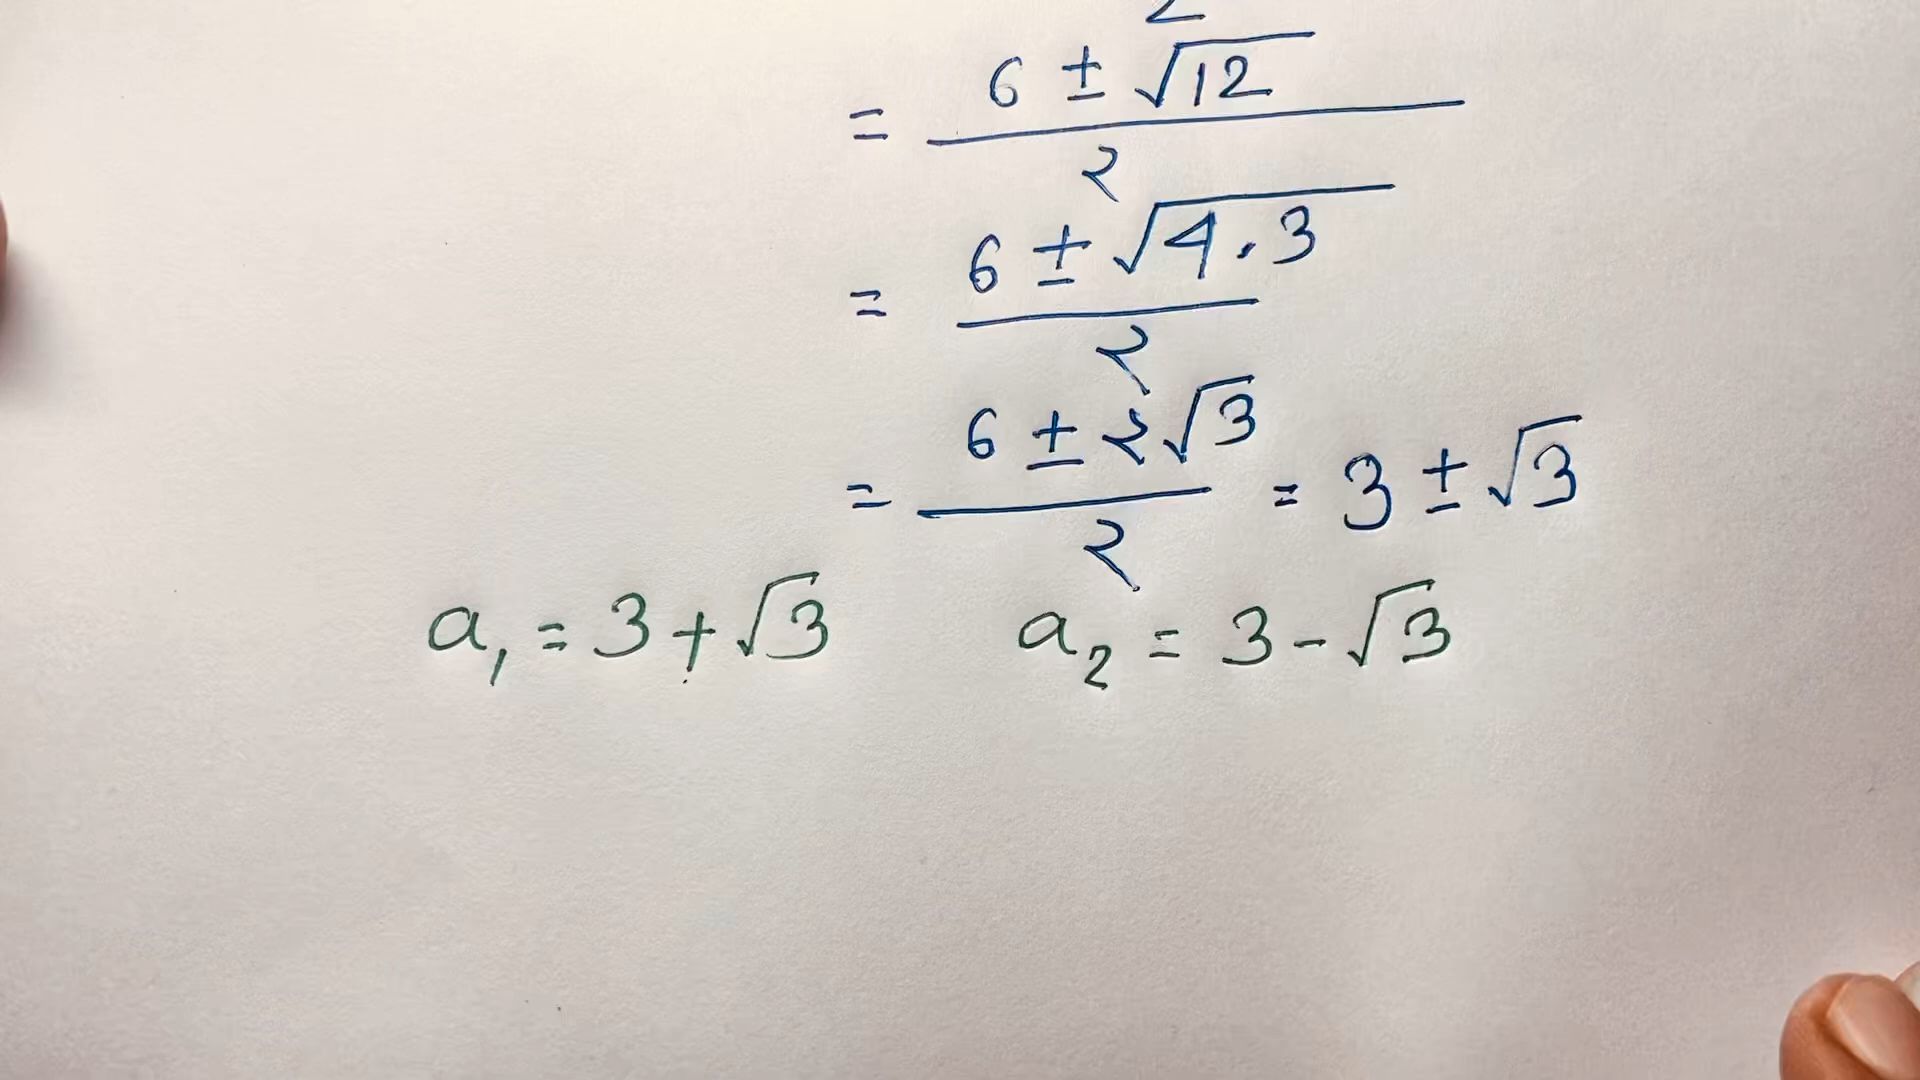 2
= (6 ± √12) / 2
= (6 ± √(4 . 3)) / 2
= (6 ± 2√3) / 2 = 3 ± √3
a₁ = 3 + √3    a₂ = 3 - √3